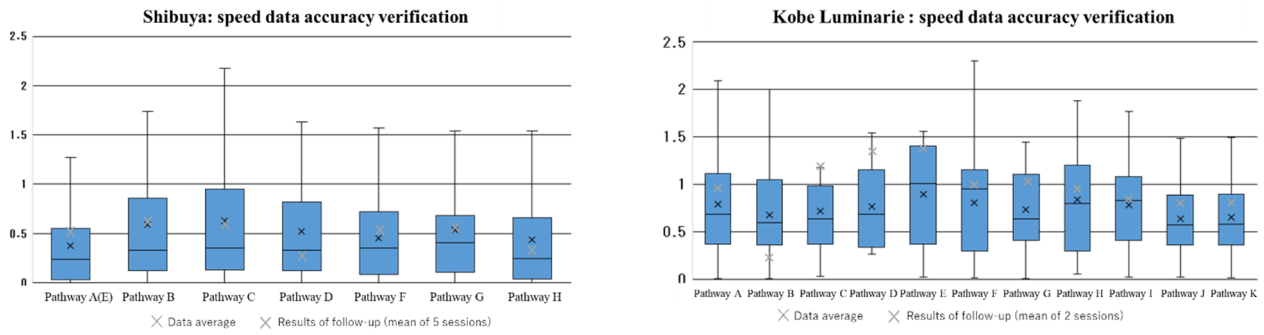 Shibuya: speed data accuracy verification
2.5
2
1.5
1
0.5
0
Pathway A(E) Pathway B Pathway C Pathway D Pathway F Pathway G Pathway H
Data average Results of follow-up (mean of 5 sessions)
Kobe Luminarie : speed data accuracy verification
2.5
2
1.5
1
0.5
0
Pathway A Pathway B Pathway C Pathway D Pathway E Pathway F Pathway G Pathway H Pathway I Pathway J Pathway K
Data average Results of follow-up (mean of 2 sessions)